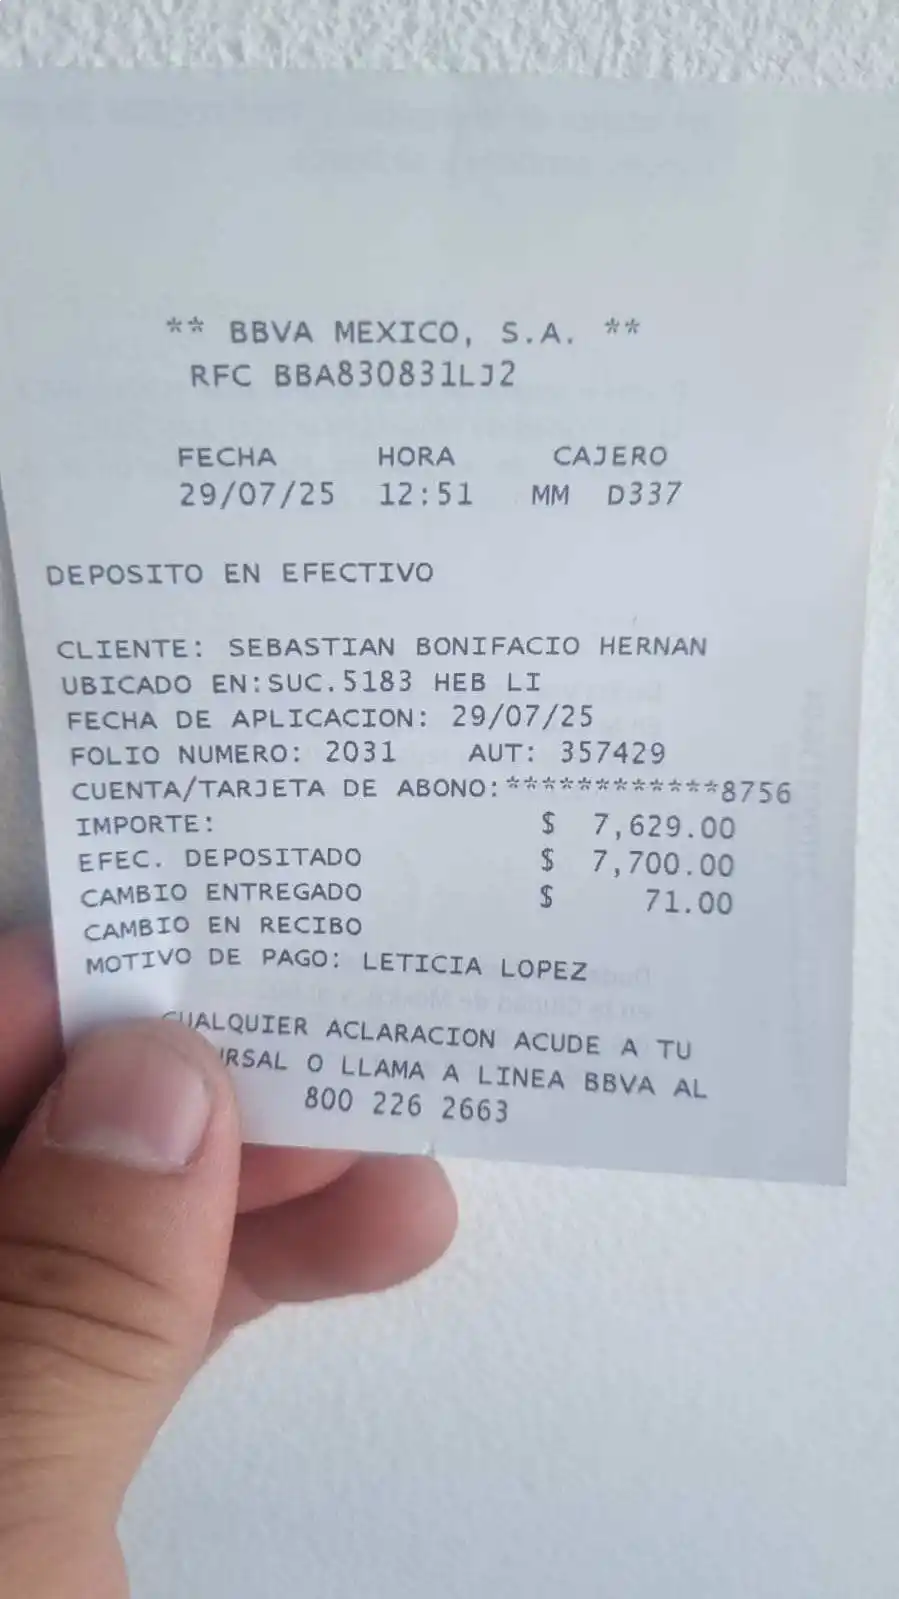 ** BBVA MEXICO, S.A. **
RFC BBA830831LJ2
FECHA HORA CAJERO
29/07/25 12:51 MM D337
DEPOSITO EN EFECTIVO
CLIENTE: SEBASTIAN BONIFACIO HERNAN
UBICADO EN:SUC.5183 HEB LI
FECHA DE APLICACION: 29/07/25
FOLIO NUMERO: 2031 AUT: 357429
CUENTA/TARJETA DE ABONO:************8756
IMPORTE: $ 7,629.00
EFEC. DEPOSITADO $ 7,700.00
CAMBIO ENTREGADO $ 71.00
CAMBIO EN RECIBO
MOTIVO DE PAGO: LETICIA LOPEZ
CUALQUIER ACLARACION ACUDE A TU
URSAL O LLAMA A LINEA BBVA AL
800 226 2663